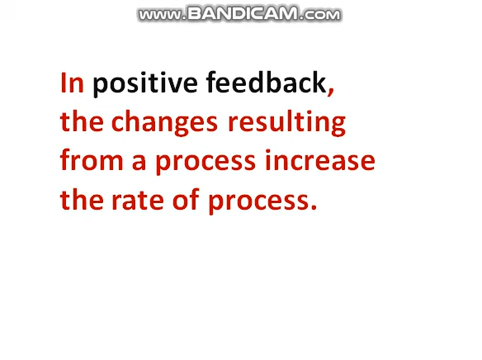 www.BANDICAM.com
In positive feedback,
the changes resulting
from a process increase
the rate of process.